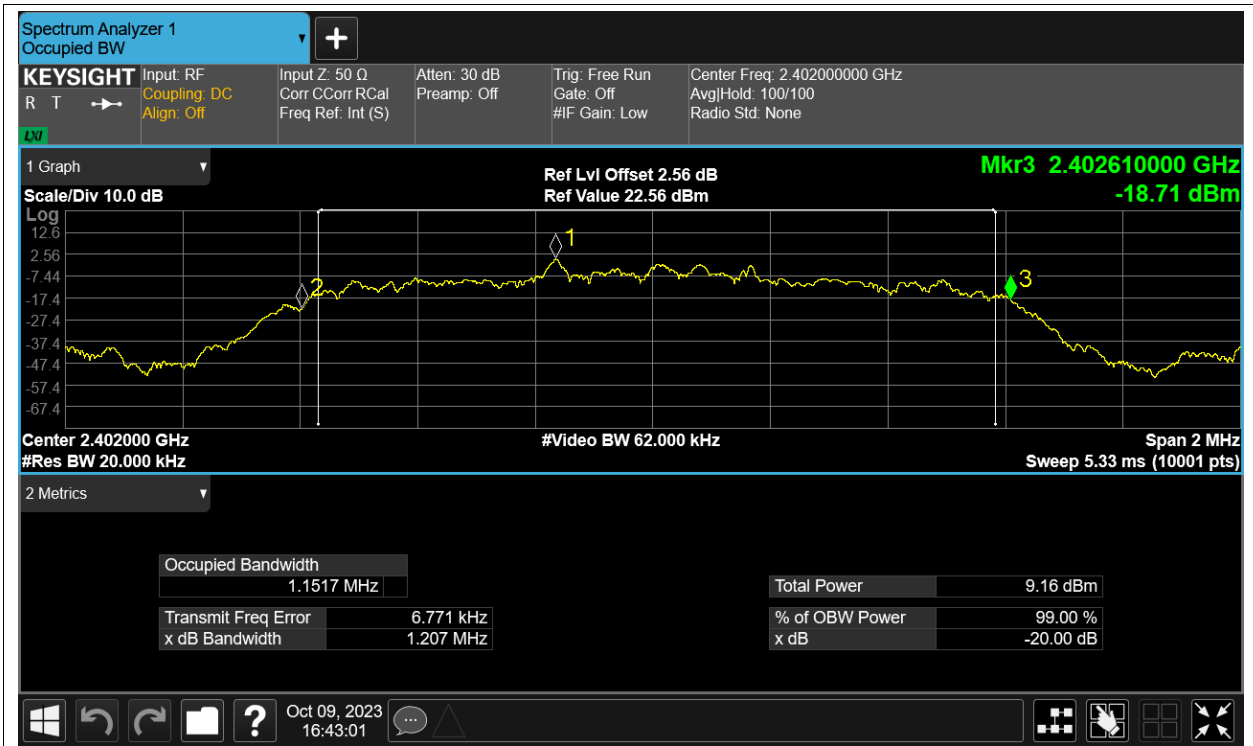 Spectrum Analyzer 1
Occupied BW
KEYSIGHT
R T
LXI
Input: RF
Coupling: DC
Align: Off
Input Z: 50 Ω
Corr CCorr RCal
Freq Ref: Int (S)
Atten: 30 dB
Preamp: Off
Trig: Free Run
Gate: Off
#IF Gain: Low
Center Freq: 2.402000000 GHz
Avg|Hold: 100/100
Radio Std: None
1 Graph
Scale/Div 10.0 dB
Ref Lvl Offset 2.56 dB
Ref Value 22.56 dBm
Mkr3 2.402610000 GHz
-18.71 dBm
Log
12.6
2.56
-7.44
-17.4
-27.4
-37.4
-47.4
-57.4
-67.4
1
2
3
Center 2.402000 GHz
#Res BW 20.000 kHz
#Video BW 62.000 kHz
Span 2 MHz
Sweep 5.33 ms (10001 pts)
2 Metrics
Occupied Bandwidth
1.1517 MHz
Transmit Freq Error 6.771 kHz
x dB Bandwidth 1.207 MHz
Total Power 9.16 dBm
% of OBW Power 99.00 %
x dB -20.00 dB
?
Oct 09, 2023
16:43:01